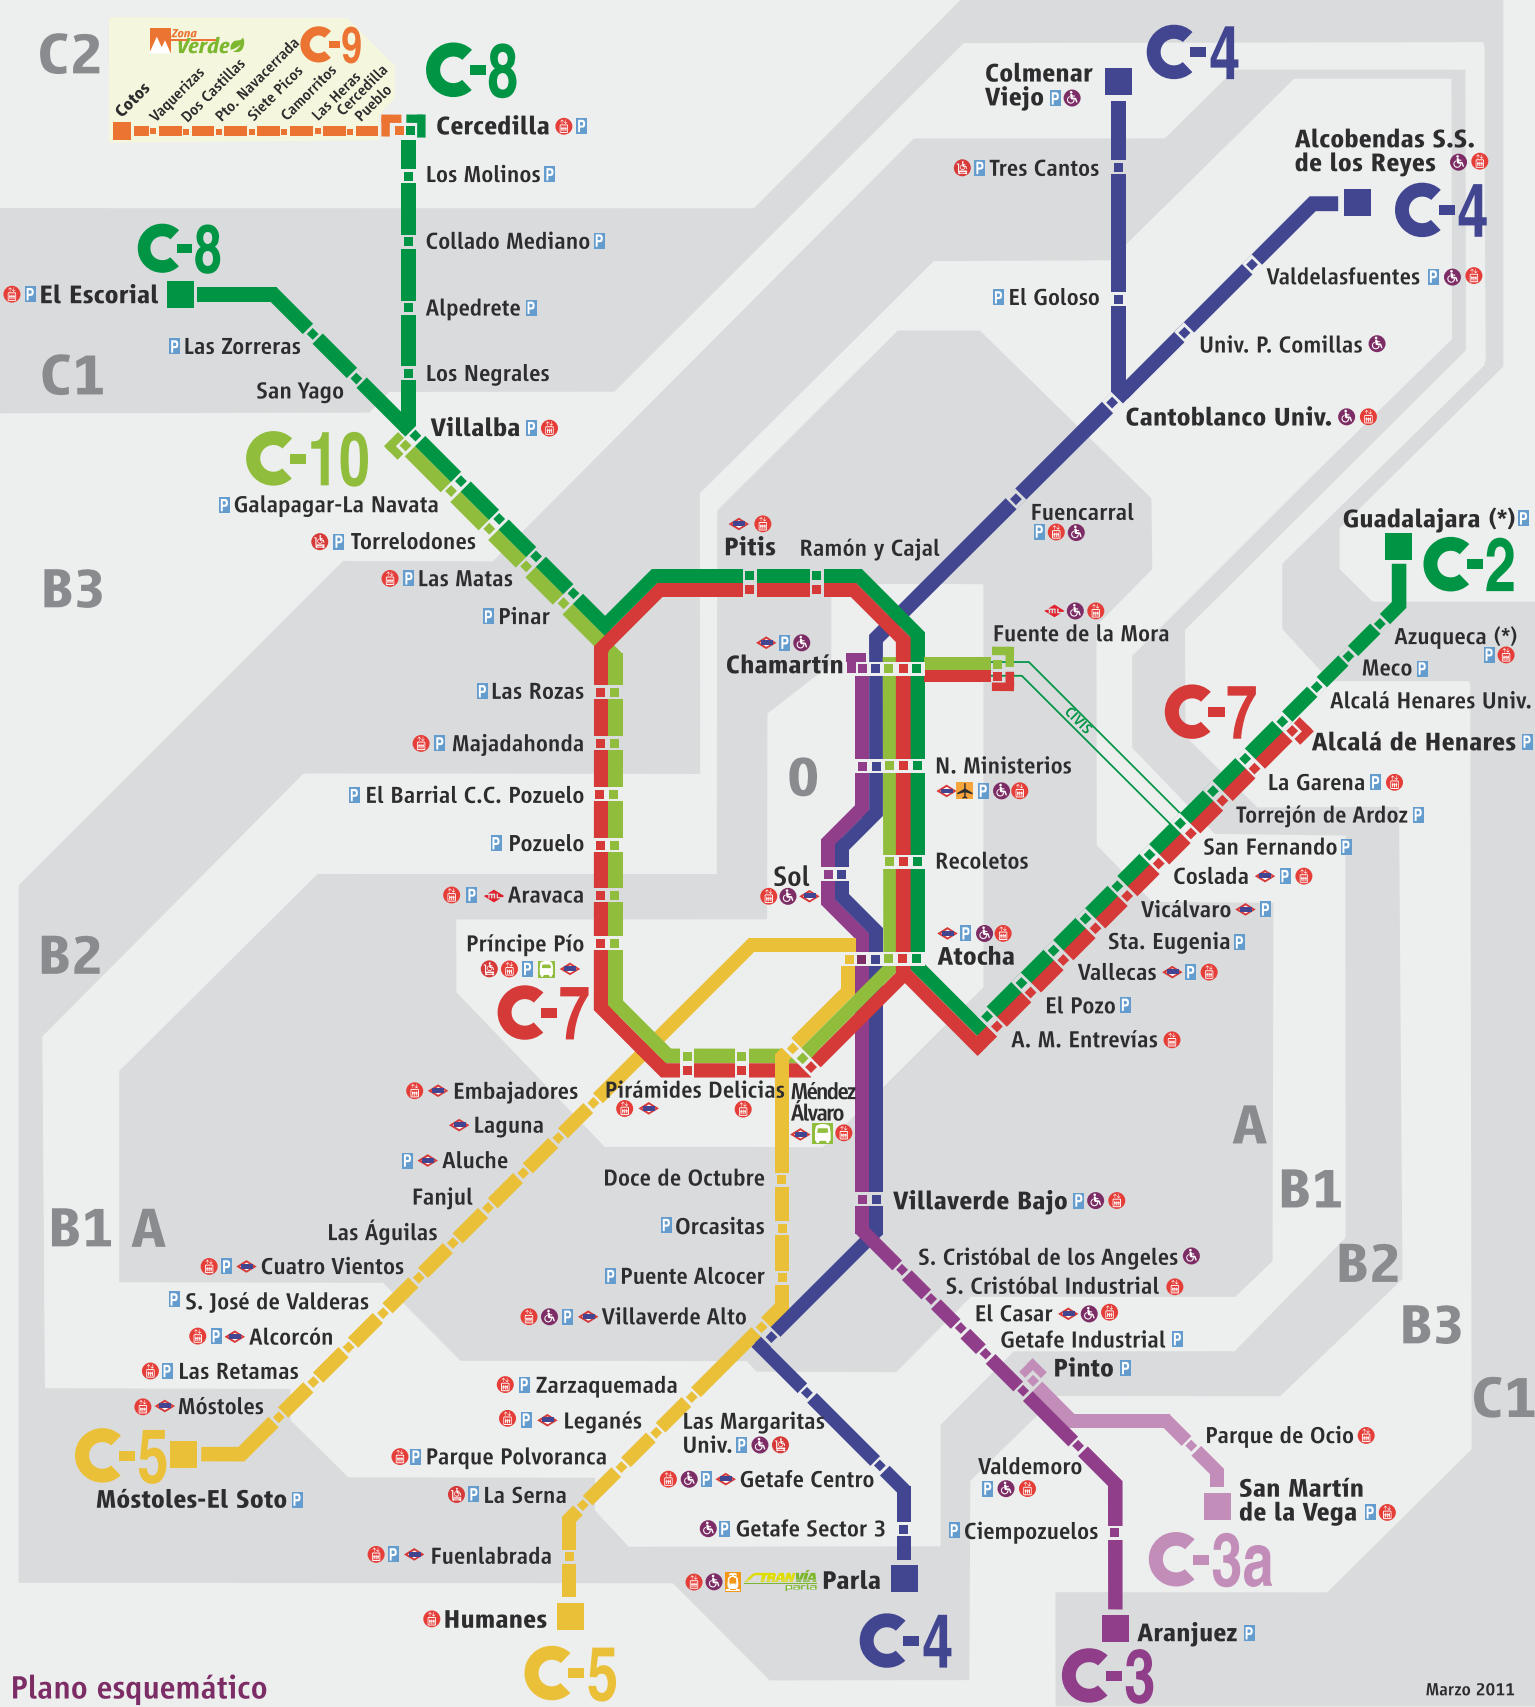 C2
Zona
Verde
C-9
Cotos
Vaquerizas
Dos Castillas
Pto. Navacerrada
Siete Picos
Camorritos
Las Heras
Cercedilla
Pueblo
C-8
Cercedilla
Los Molinos
Collado Mediano
Alpedrete
Los Negrales
Villalba
C-8
El Escorial
Las Zorreras
San Yago
C1
C-10
Galapagar-La Navata
Torrelodones
Las Matas
Pinar
B3
C-4
Colmenar
Viejo
Tres Cantos
El Goloso
Alcobendas S.S.
de los Reyes
C-4
Valdelasfuentes
Univ. P. Comillas
Cantoblanco Univ.
Fuencarral
Pitis
Ramón y Cajal
Fuente de la Mora
Chamartín
CIVIS
Guadalajara (*)
C-2
Azuqueca (*)
Meco
Alcalá Henares Univ.
C-7
Alcalá de Henares
La Garena
Torrejón de Ardoz
San Fernando
Coslada
Vicálvaro
Sta. Eugenia
Vallecas
El Pozo
A. M. Entrevías
Las Rozas
Majadahonda
El Barrial C.C. Pozuelo
Pozuelo
Aravaca
Príncipe Pío
C-7
0
N. Ministerios
Recoletos
Sol
Atocha
B2
Embajadores
Laguna
Aluche
Fanjul
Las Águilas
Cuatro Vientos
S. José de Valderas
Alcorcón
Las Retamas
Móstoles
C-5
Móstoles-El Soto
B1 A
Pirámides Delicias
Méndez
Álvaro
Doce de Octubre
Orcasitas
Puente Alcocer
Villaverde Alto
Zarzaquemada
Leganés
Parque Polvoranca
La Serna
Fuenlabrada
Humanes
C-5
Las Margaritas
Univ.
Getafe Centro
Getafe Sector 3
TRANVÍA
parla
Parla
C-4
A
B1
B2
B3
C1
Villaverde Bajo
S. Cristóbal de los Angeles
S. Cristóbal Industrial
El Casar
Getafe Industrial
Pinto
Parque de Ocio
San Martín
de la Vega
C-3a
Valdemoro
Ciempozuelos
Aranjuez
C-3
Plano esquemático
Marzo 2011